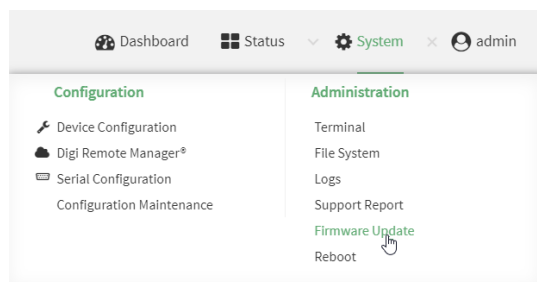 Dashboard Status System admin
Configuration Administration
Device Configuration Terminal
Digi Remote Manager® File System
Serial Configuration Logs
Configuration Maintenance Support Report
Firmware Update
Reboot